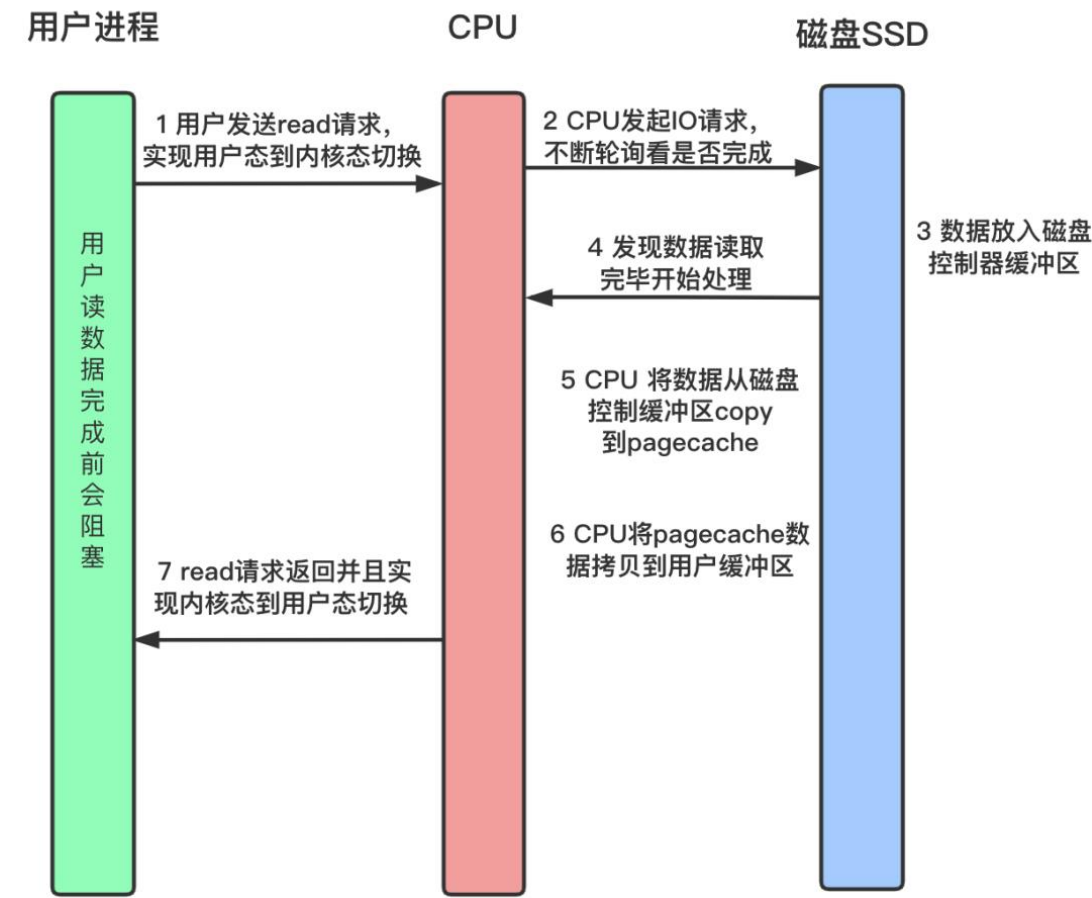 用户进程
CPU
磁盘SSD
1 用户发送read请求，
实现用户态到内核态切换
2 CPU发起IO请求，
不断轮询看是否完成
3 数据放入磁盘
控制器缓冲区
4 发现数据读取
完毕开始处理
用户读数据完成前会阻塞
5 CPU 将数据从磁盘
控制缓冲区copy
到pagecache
6 CPU将pagecache数
据拷贝到用户缓冲区
7 read请求返回并且实
现内核态到用户态切换